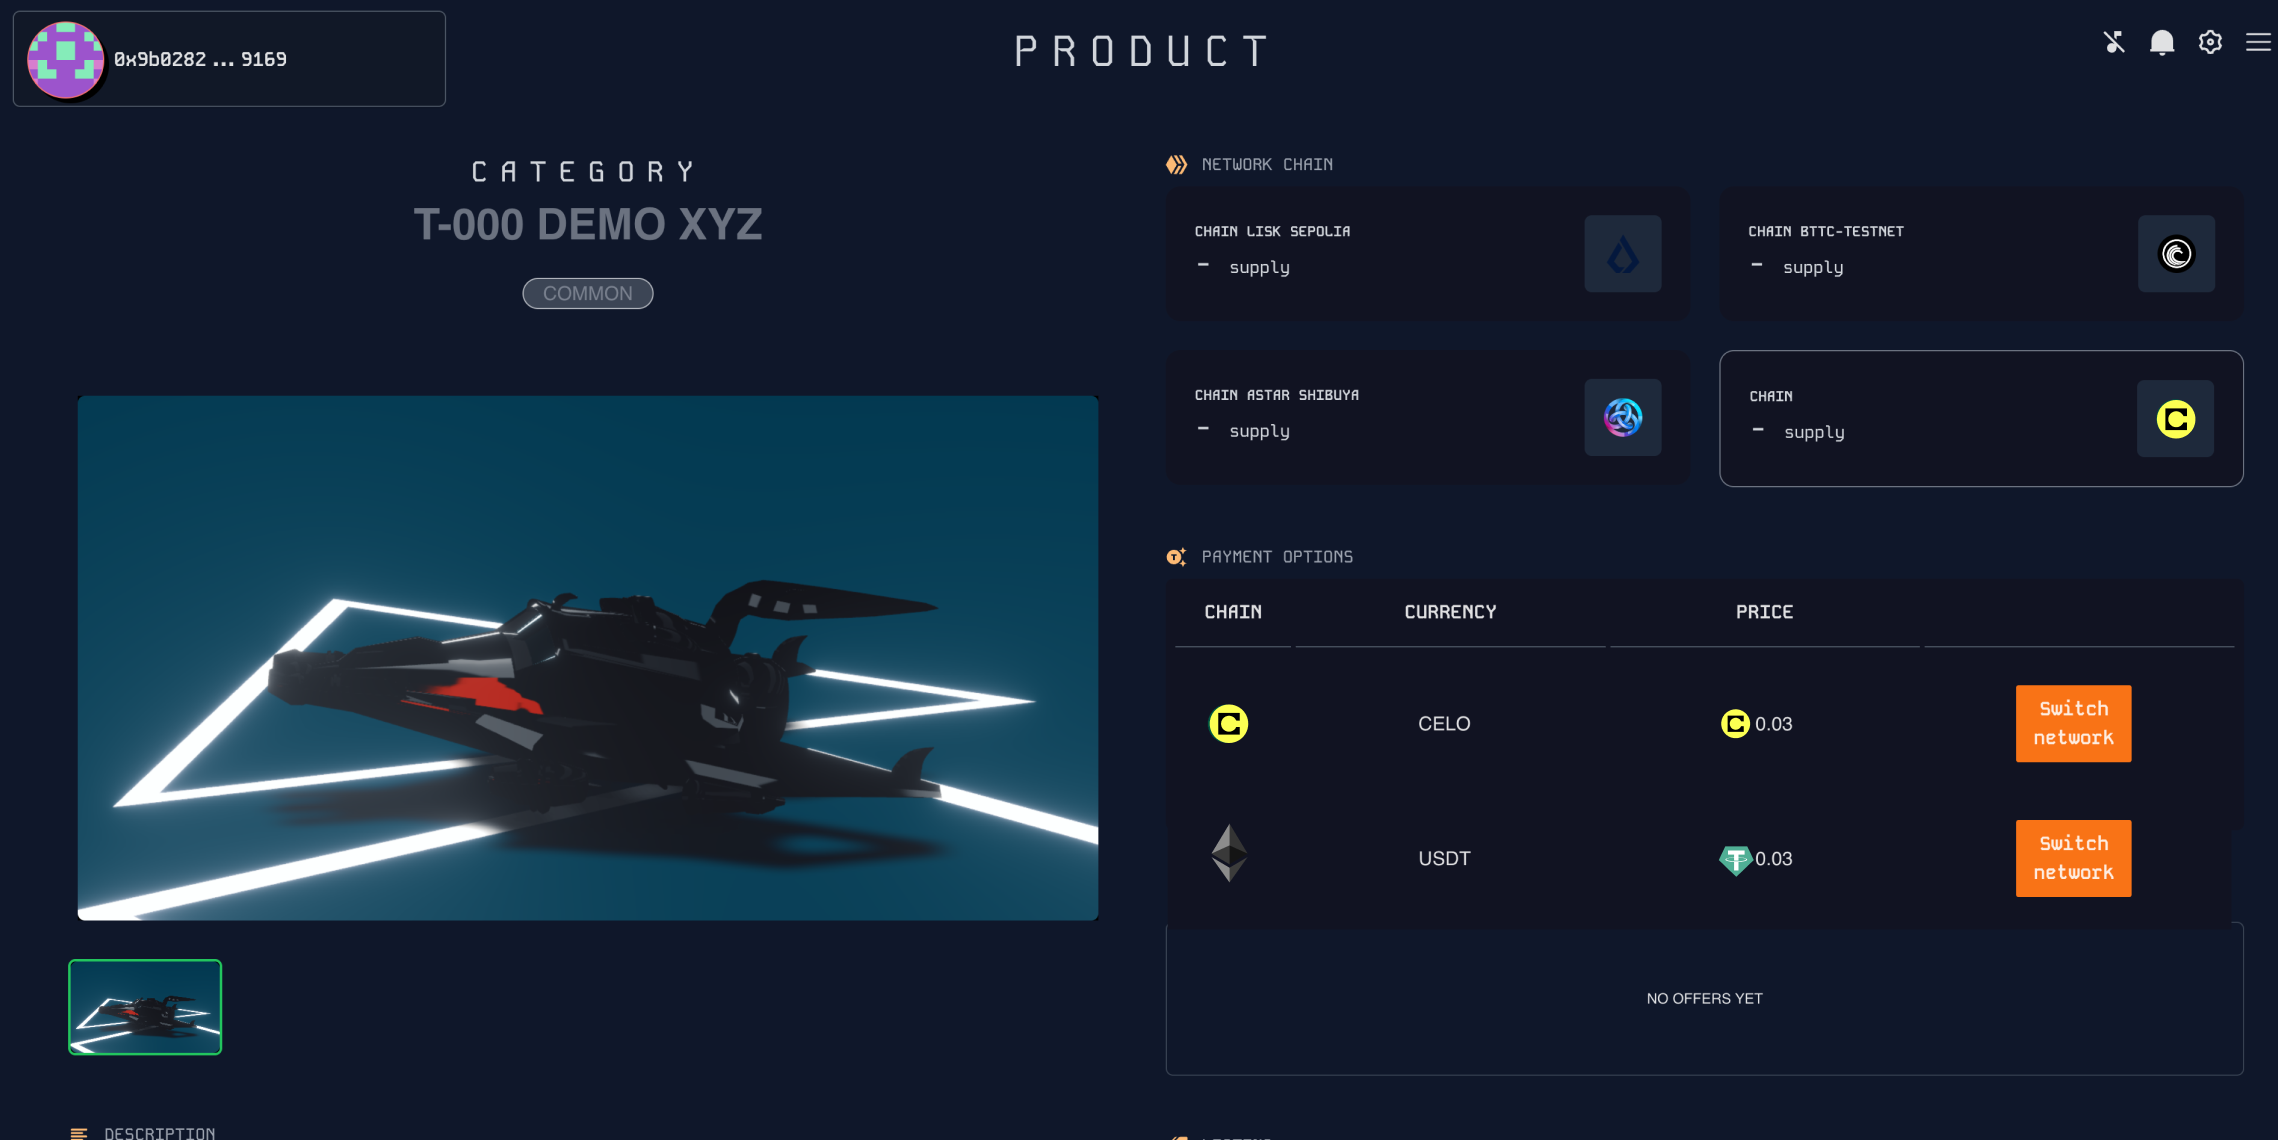 0x9b0282 ... 9169
PRODUCT
CATEGORY
T-000 DEMO XYZ
COMMON
NETWORK CHAIN
CHAIN LISK SEPOLIA
- supply
CHAIN BTTC-TESTNET
- supply
CHAIN ASTAR SHIBUYA
- supply
CHAIN
- supply
PAYMENT OPTIONS
CHAIN CURRENCY PRICE
CELO 0.03 Switch network
USDT 0.03 Switch network
NO OFFERS YET
DESCRIPTION